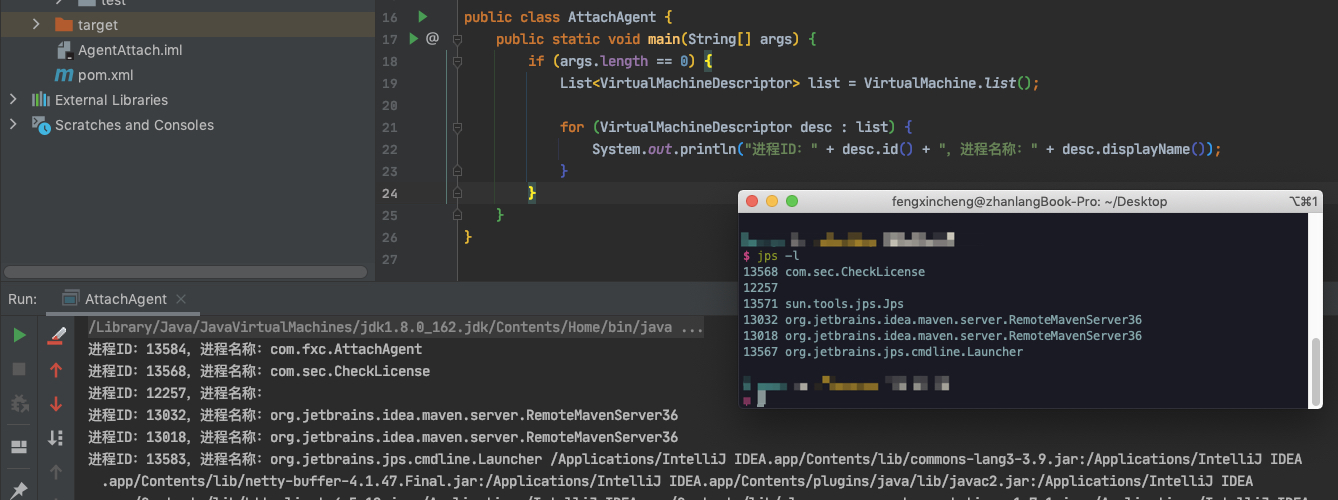 test
target
AgentAttach.iml
pom.xml
External Libraries
Scratches and Consoles
16 public class AttachAgent {
17 @ public static void main(String[] args) {
18 if (args.length == 0) {
19 List<VirtualMachineDescriptor> list = VirtualMachine.list();
20
21 for (VirtualMachineDescriptor desc : list) {
22 System.out.println("进程ID：" + desc.id() + "，进程名称：" + desc.displayName());
23 }
24 }
25 }
26 }
27
fengxincheng@zhanlangBook-Pro: ~/Desktop ⌥⌘1
$ jps -l
13568 com.sec.CheckLicense
12257
13571 sun.tools.jps.Jps
13032 org.jetbrains.idea.maven.server.RemoteMavenServer36
13018 org.jetbrains.idea.maven.server.RemoteMavenServer36
13567 org.jetbrains.jps.cmdline.Launcher
Run: AttachAgent
/Library/Java/JavaVirtualMachines/jdk1.8.0_162.jdk/Contents/Home/bin/java ...
进程ID：13584，进程名称：com.fxc.AttachAgent
进程ID：13568，进程名称：com.sec.CheckLicense
进程ID：12257，进程名称：
进程ID：13032，进程名称：org.jetbrains.idea.maven.server.RemoteMavenServer36
进程ID：13018，进程名称：org.jetbrains.idea.maven.server.RemoteMavenServer36
进程ID：13583，进程名称：org.jetbrains.jps.cmdline.Launcher /Applications/IntelliJ IDEA.app/Contents/lib/commons-lang3-3.9.jar:/Applications/IntelliJ IDEA
.app/Contents/lib/netty-buffer-4.1.47.Final.jar:/Applications/IntelliJ IDEA.app/Contents/plugins/java/lib/javac2.jar:/Applications/IntelliJ IDEA